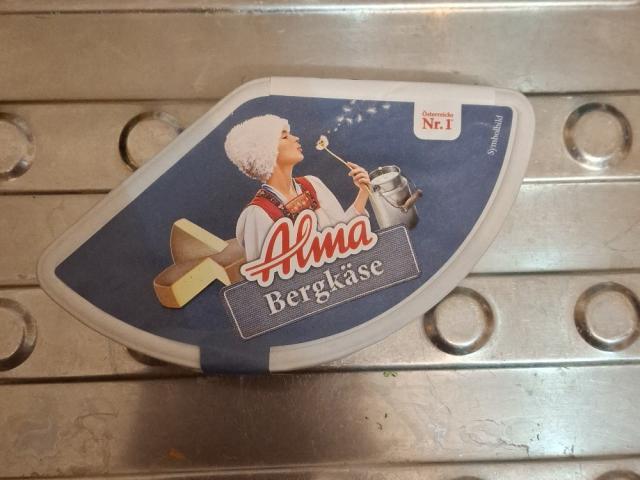 Österreichs
Nr. 1
Symbolbild
Alma
Bergkäse